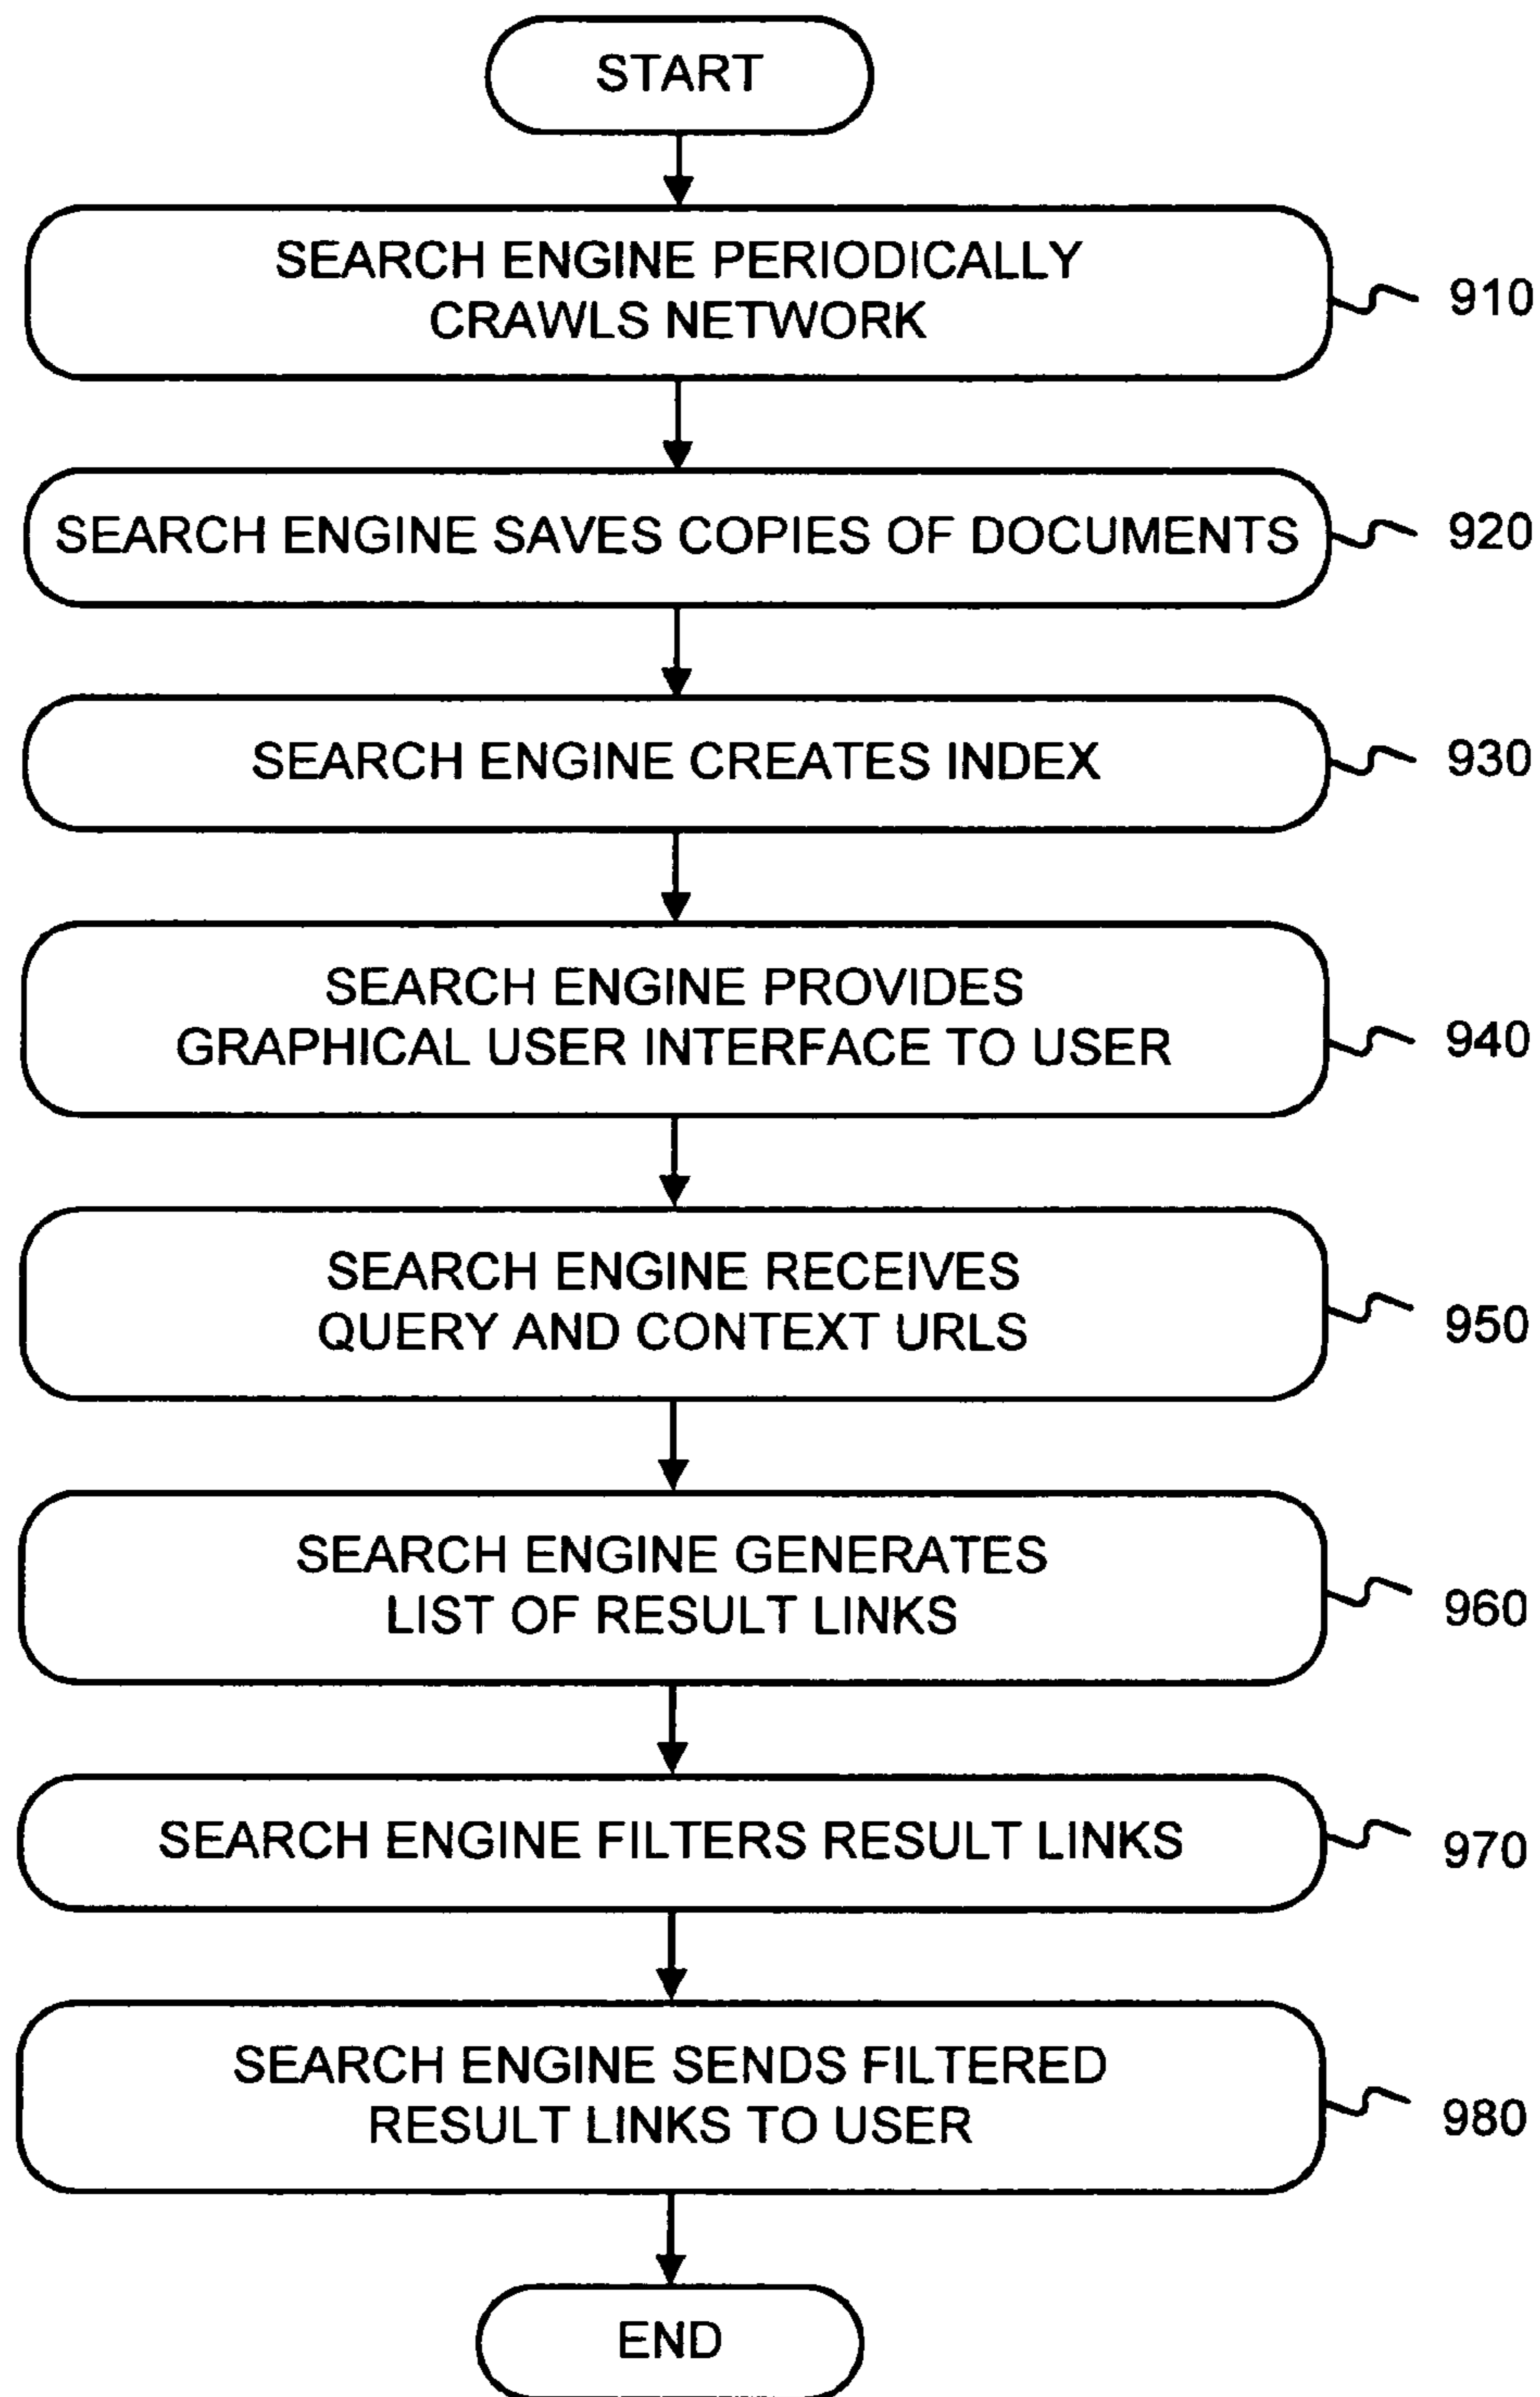 START
SEARCH ENGINE PERIODICALLY
CRAWLS NETWORK
910
SEARCH ENGINE SAVES COPIES OF DOCUMENTS
920
SEARCH ENGINE CREATES INDEX
930
SEARCH ENGINE PROVIDES
GRAPHICAL USER INTERFACE TO USER
940
SEARCH ENGINE RECEIVES
QUERY AND CONTEXT URLS
950
SEARCH ENGINE GENERATES
LIST OF RESULT LINKS
960
SEARCH ENGINE FILTERS RESULT LINKS
970
SEARCH ENGINE SENDS FILTERED
RESULT LINKS TO USER
980
END